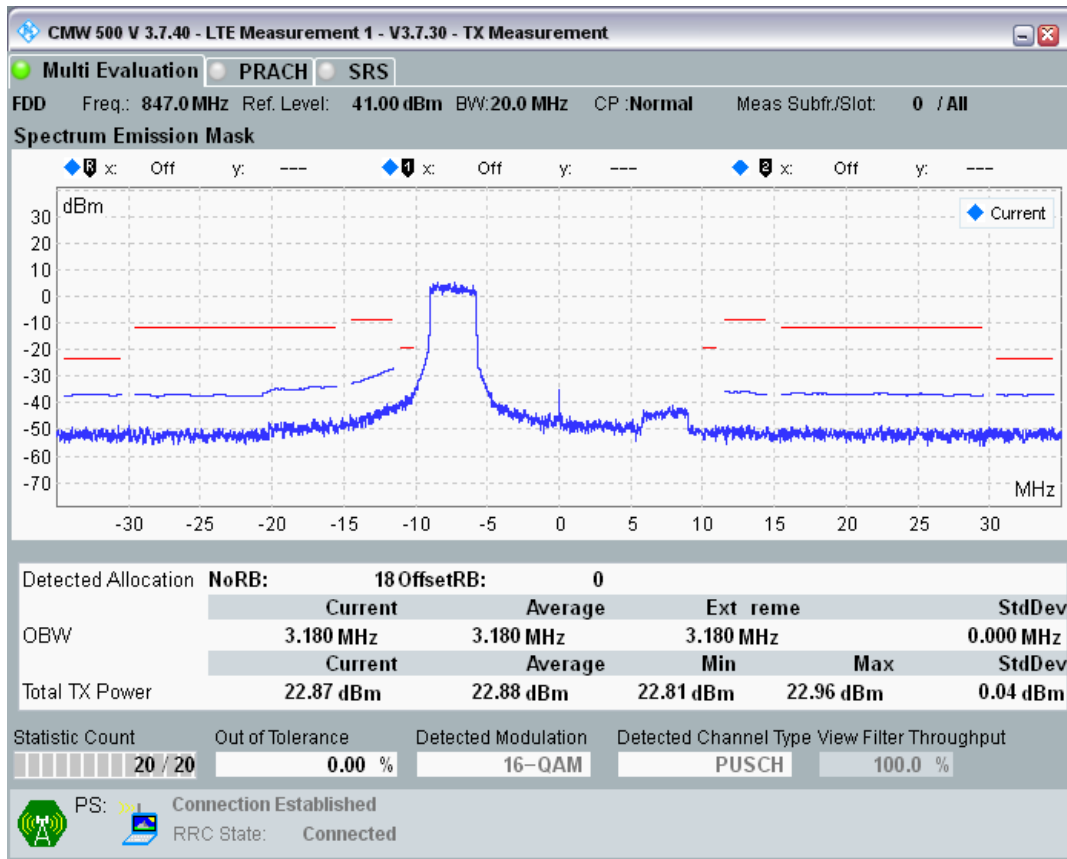 CMW 500 V 3.7.40 - LTE Measurement 1 - V3.7.30 - TX Measurement
Multi Evaluation PRACH SRS
FDD Freq.: 847.0 MHz Ref. Level: 41.00 dBm BW:20.0 MHz CP :Normal Meas Subfr./Slot: 0 / All
Spectrum Emission Mask
R x: Off y: --- 1 x: Off y: --- 2 x: Off y: ---
dBm
Current
30
20
10
0
-10
-20
-30
-40
-50
-60
-70
MHz
-30 -25 -20 -15 -10 -5 0 5 10 15 20 25 30
Detected Allocation NoRB: 18 OffsetRB: 0
Current Average Ext reme StdDev
OBW 3.180 MHz 3.180 MHz 3.180 MHz 0.000 MHz
Current Average Min Max StdDev
Total TX Power 22.87 dBm 22.88 dBm 22.81 dBm 22.96 dBm 0.04 dBm
Statistic Count Out of Tolerance Detected Modulation Detected Channel Type View Filter Throughput
20 / 20 0.00 % 16-QAM PUSCH 100.0 %
PS: Connection Established
RRC State: Connected